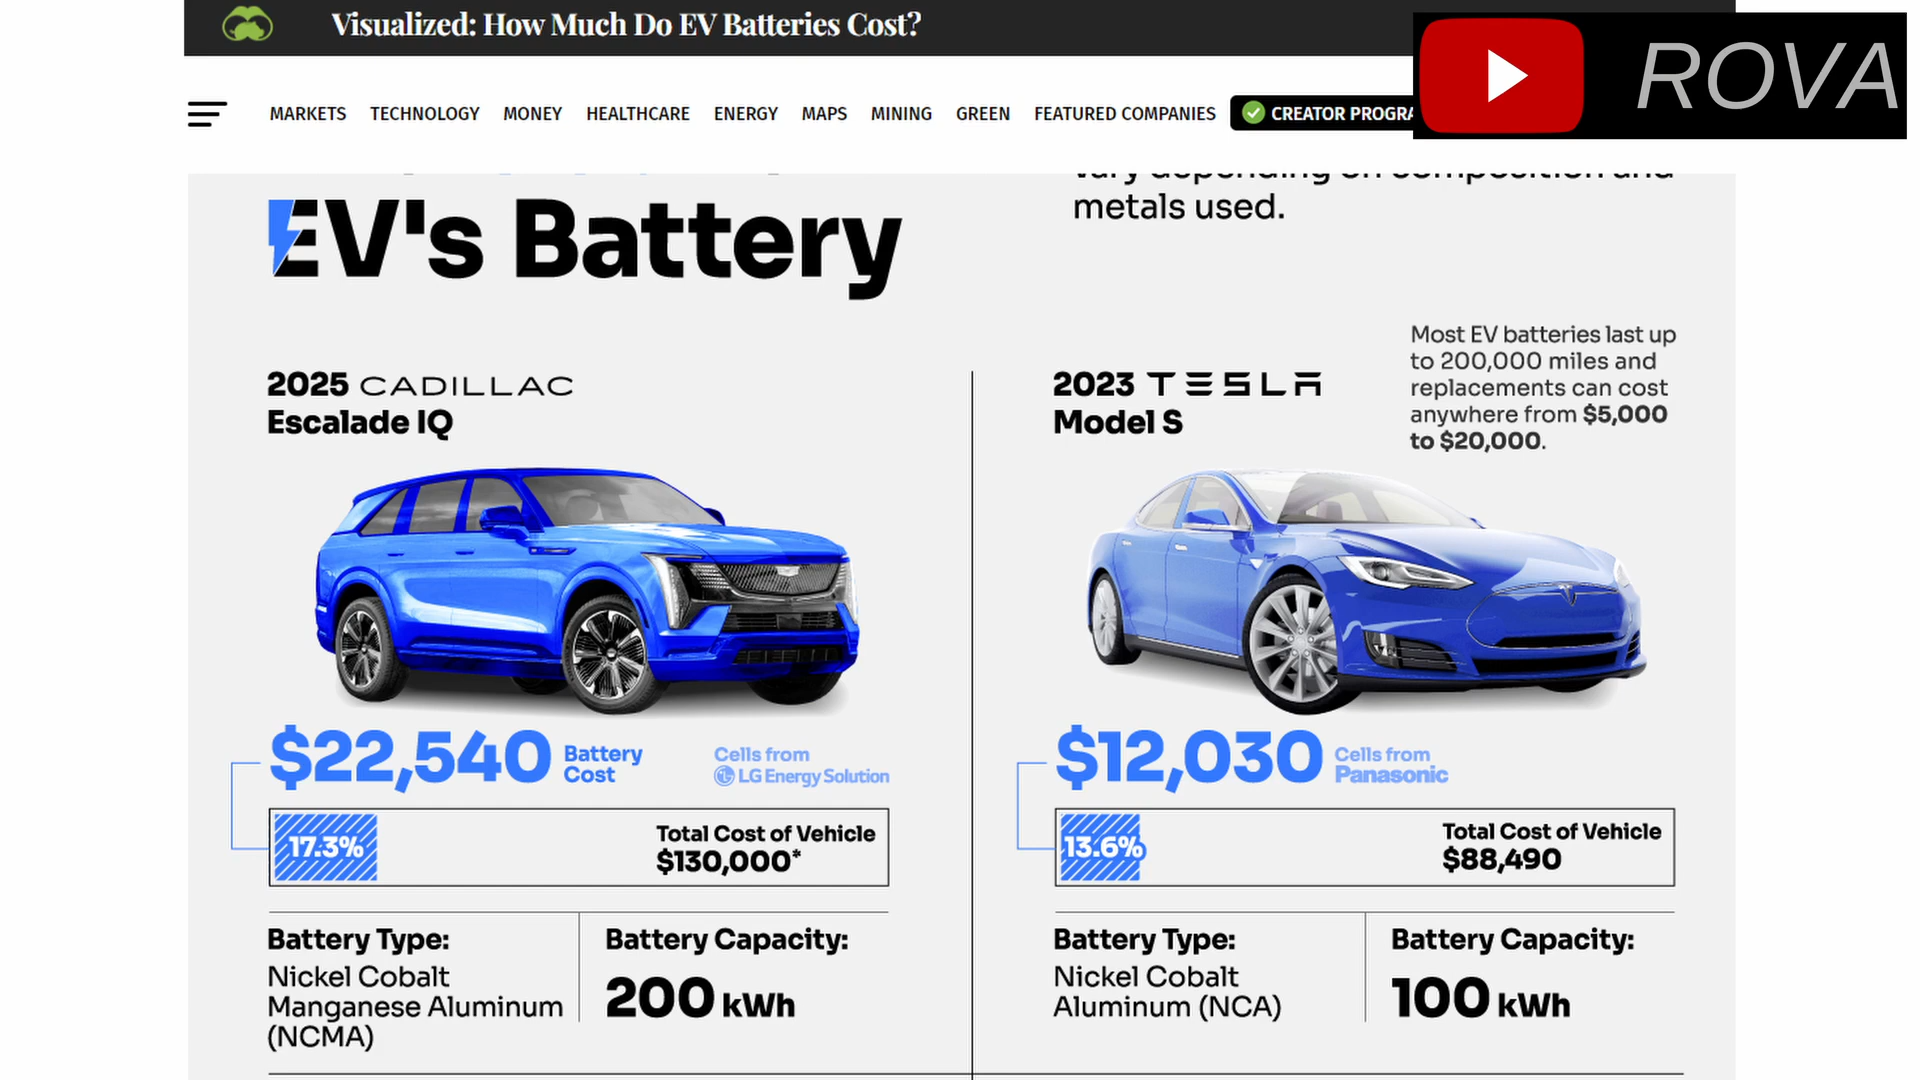 Visualized: How Much Do EV Batteries Cost?
ROVA
MARKETS TECHNOLOGY MONEY HEALTHCARE ENERGY MAPS MINING GREEN FEATURED COMPANIES CREATOR PROGRA
EV's Battery
vary depending on composition and
metals used.
Most EV batteries last up
to 200,000 miles and
replacements can cost
anywhere from $5,000
to $20,000.
2025 CADILLAC
Escalade IQ
$22,540 Battery
Cost
Cells from
LG Energy Solution
17.3%
Total Cost of Vehicle
$130,000*
Battery Type:
Nickel Cobalt
Manganese Aluminum
(NCMA)
Battery Capacity:
200 kWh
2023 TESLA
Model S
$12,030
Cells from
Panasonic
13.6%
Total Cost of Vehicle
$88,490
Battery Type:
Nickel Cobalt
Aluminum (NCA)
Battery Capacity:
100 kWh